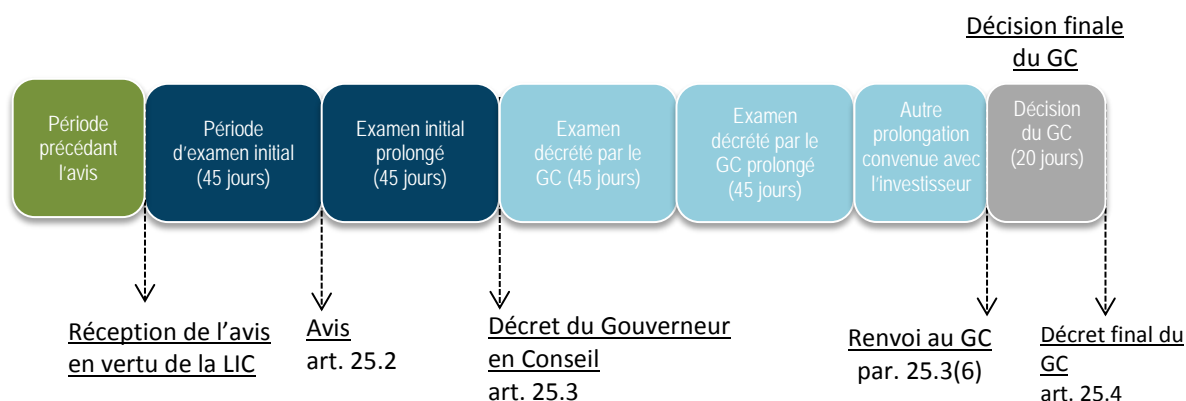 Décision finale
du GC
Période
précédant
l'avis
Période
d'examen initial
(45 jours)
Examen initial
prolongé
(45 jours)
Examen
décrété par le
GC (45 jours)
Examen
décrété par le
GC prolongé
(45 jours)
Autre
prolongation
convenue avec
l'investisseur
Décision
du GC
(20 jours)
Réception de l'avis
en vertu de la LIC
Avis
art. 25.2
Décret du Gouverneur
en Conseil
art. 25.3
Renvoi au GC
par. 25.3(6)
Décret final du
GC
art. 25.4